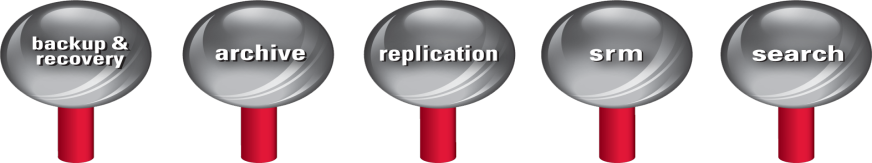 backup &
recovery
archive
replication
srm
search